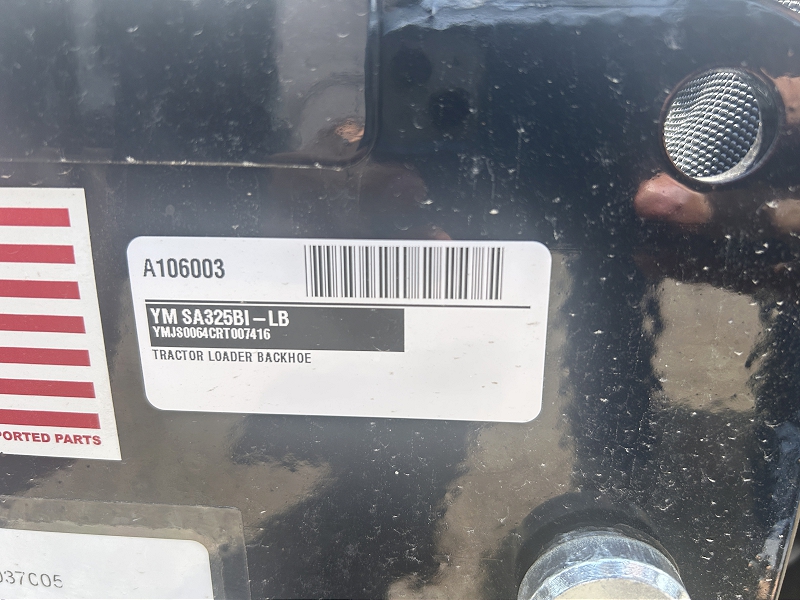 A106003
YM SA325BI-LB
YMJS0064CRT007416
TRACTOR LOADER BACKHOE
PORTED PARTS
037C05